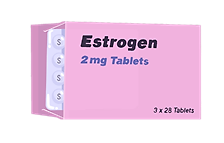 Estrogen
2mg Tablets
3 x 28 Tablets